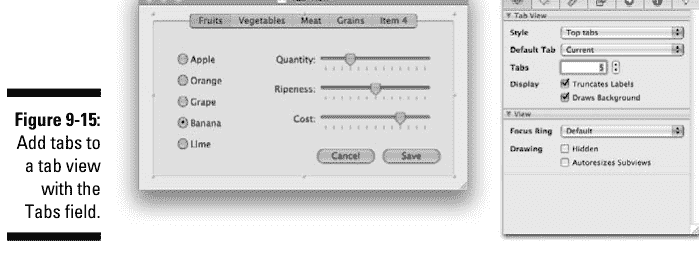 Figure 9-15:
Add tabs to
a tab view
with the
Tabs field.
Fruits Vegetables Meat Grains Item 4
Apple
Orange
Grape
Banana
Lime
Quantity:
Ripeness:
Cost:
Cancel Save
Tab View
Style Top tabs
Default Tab Current
Tabs 5
Display Truncates Labels
Draws Background
View
Focus Ring Default
Drawing Hidden
Autoresizes Subviews